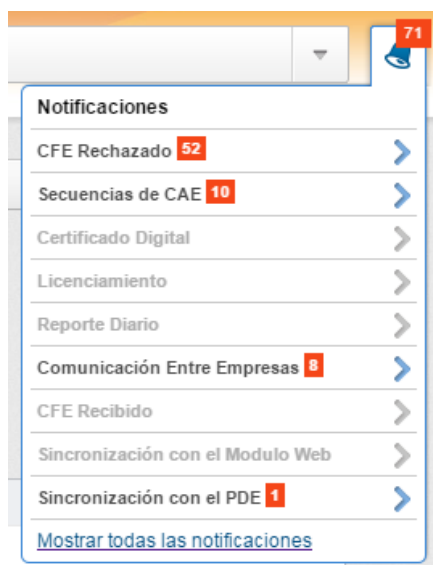 71
Notificaciones
CFE Rechazado 52
Secuencias de CAE 10
Certificado Digital
Licenciamiento
Reporte Diario
Comunicación Entre Empresas 8
CFE Recibido
Sincronización con el Modulo Web
Sincronización con el PDE 1
Mostrar todas las notificaciones